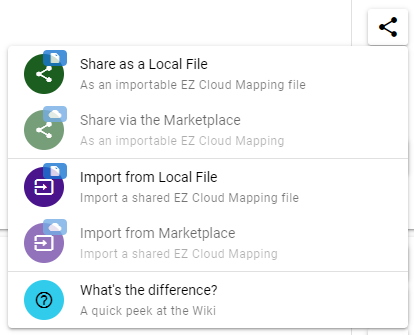 Share as a Local File
As an importable EZ Cloud Mapping file
Share via the Marketplace
As an importable EZ Cloud Mapping
Import from Local File
Import a shared EZ Cloud Mapping file
Import from Marketplace
Import a shared EZ Cloud Mapping
What's the difference?
A quick peek at the Wiki